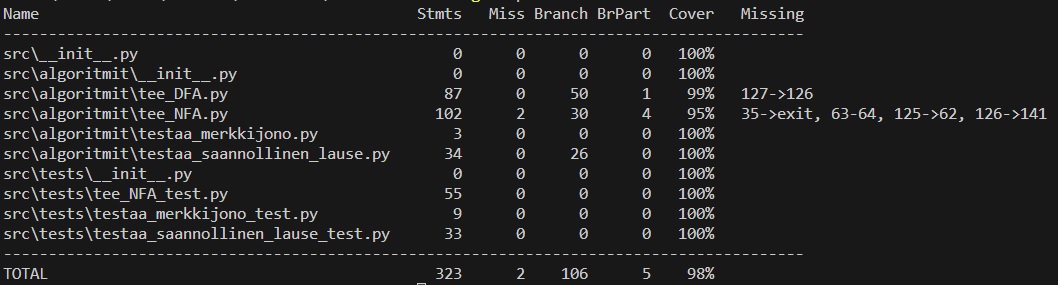 Name Stmts Miss Branch BrPart Cover Missing
---------------------------------------------------------------------------------------------
src\__init__.py 0 0 0 0 100%
src\algoritmit\__init__.py 0 0 0 0 100%
src\algoritmit\tee_DFA.py 87 0 50 1 99% 127->126
src\algoritmit\tee_NFA.py 102 2 30 4 95% 35->exit, 63-64, 125->62, 126->141
src\algoritmit\testaa_merkkijono.py 3 0 0 0 100%
src\algoritmit\testaa_saannollinen_lause.py 34 0 26 0 100%
src\tests\__init__.py 0 0 0 0 100%
src\tests\tee_NFA_test.py 55 0 0 0 100%
src\tests\testaa_merkkijono_test.py 9 0 0 0 100%
src\tests\testaa_saannollinen_lause_test.py 33 0 0 0 100%
---------------------------------------------------------------------------------------------
TOTAL 323 2 106 5 98%